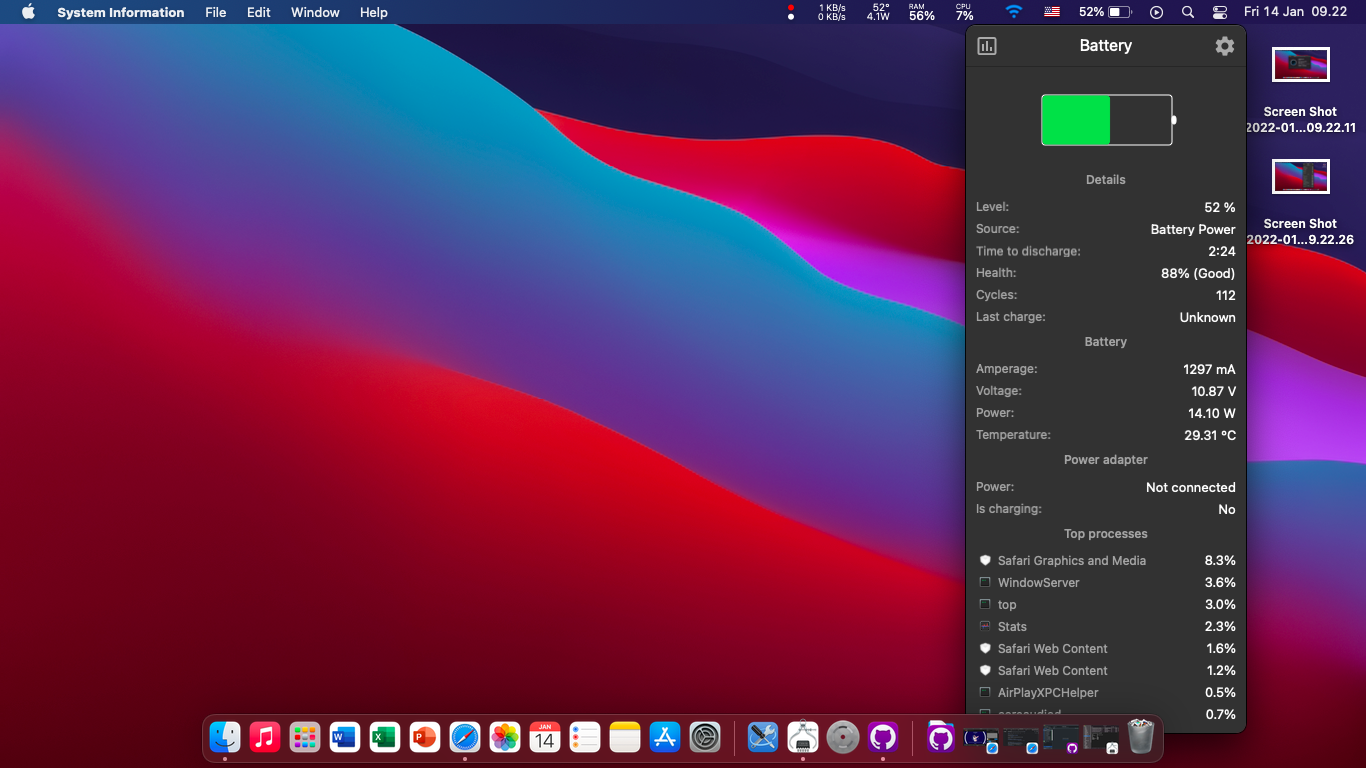 System Information File Edit Window Help
1 KB/s 52° RAM CPU 52% Fri 14 Jan 09.22
0 KB/s 4.1W 56% 7%
Battery
Details
Level: 52 %
Source: Battery Power
Time to discharge: 2:24
Health: 88% (Good)
Cycles: 112
Last charge: Unknown
Battery
Amperage: 1297 mA
Voltage: 10.87 V
Power: 14.10 W
Temperature: 29.31 °C
Power adapter
Power: Not connected
Is charging: No
Top processes
Safari Graphics and Media 8.3%
WindowServer 3.6%
top 3.0%
Stats 2.3%
Safari Web Content 1.6%
Safari Web Content 1.2%
AirPlayXPCHelper 0.5%
0.7%
Screen Shot
2022-01...09.22.11
Screen Shot
2022-01...9.22.26
W X P JAN
14